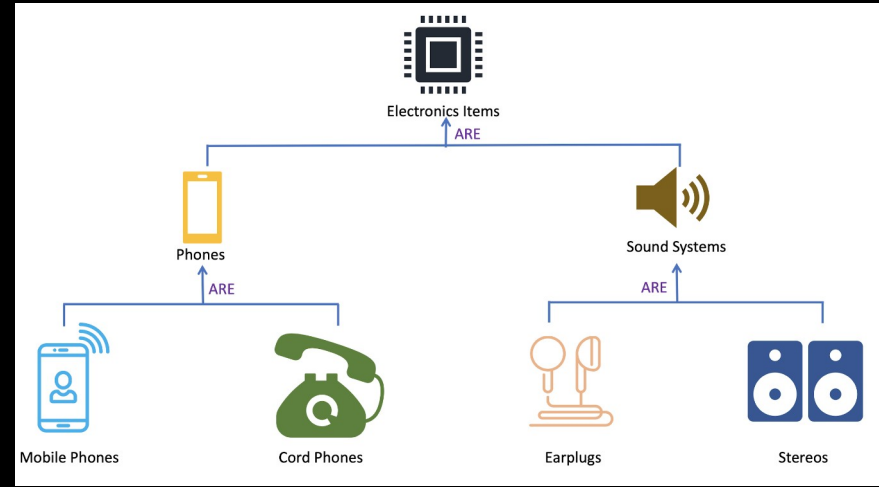 Electronics Items
ARE
Phones
Sound Systems
ARE
ARE
Mobile Phones
Cord Phones
Earplugs
Stereos